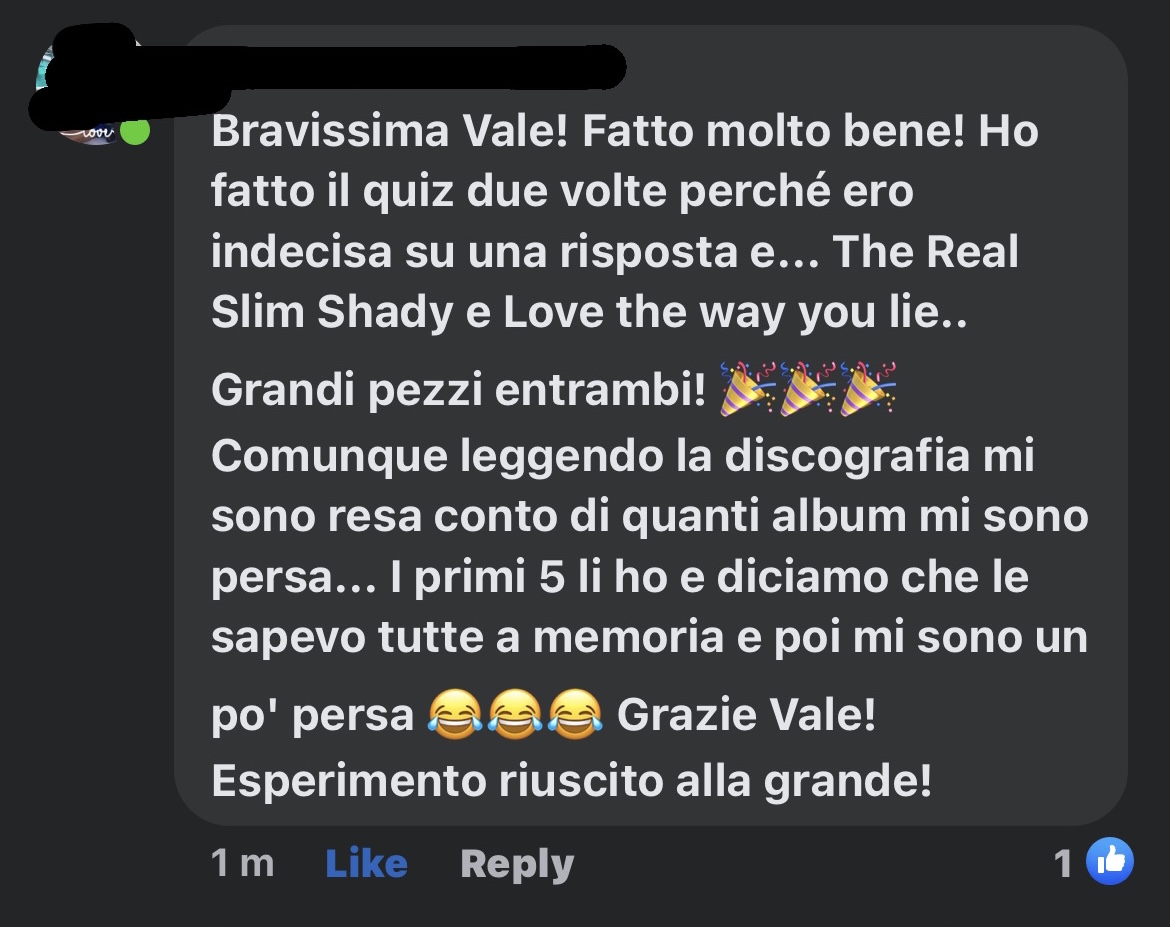 love
Bravissima Vale! Fatto molto bene! Ho
fatto il quiz due volte perché ero
indecisa su una risposta e... The Real
Slim Shady e Love the way you lie..
Grandi pezzi entrambi! 🎉🎉🎉
Comunque leggendo la discografia mi
sono resa conto di quanti album mi sono
persa... I primi 5 li ho e diciamo che le
sapevo tutte a memoria e poi mi sono un
po' persa 😂😂😂 Grazie Vale!
Esperimento riuscito alla grande!
1 m Like Reply 1